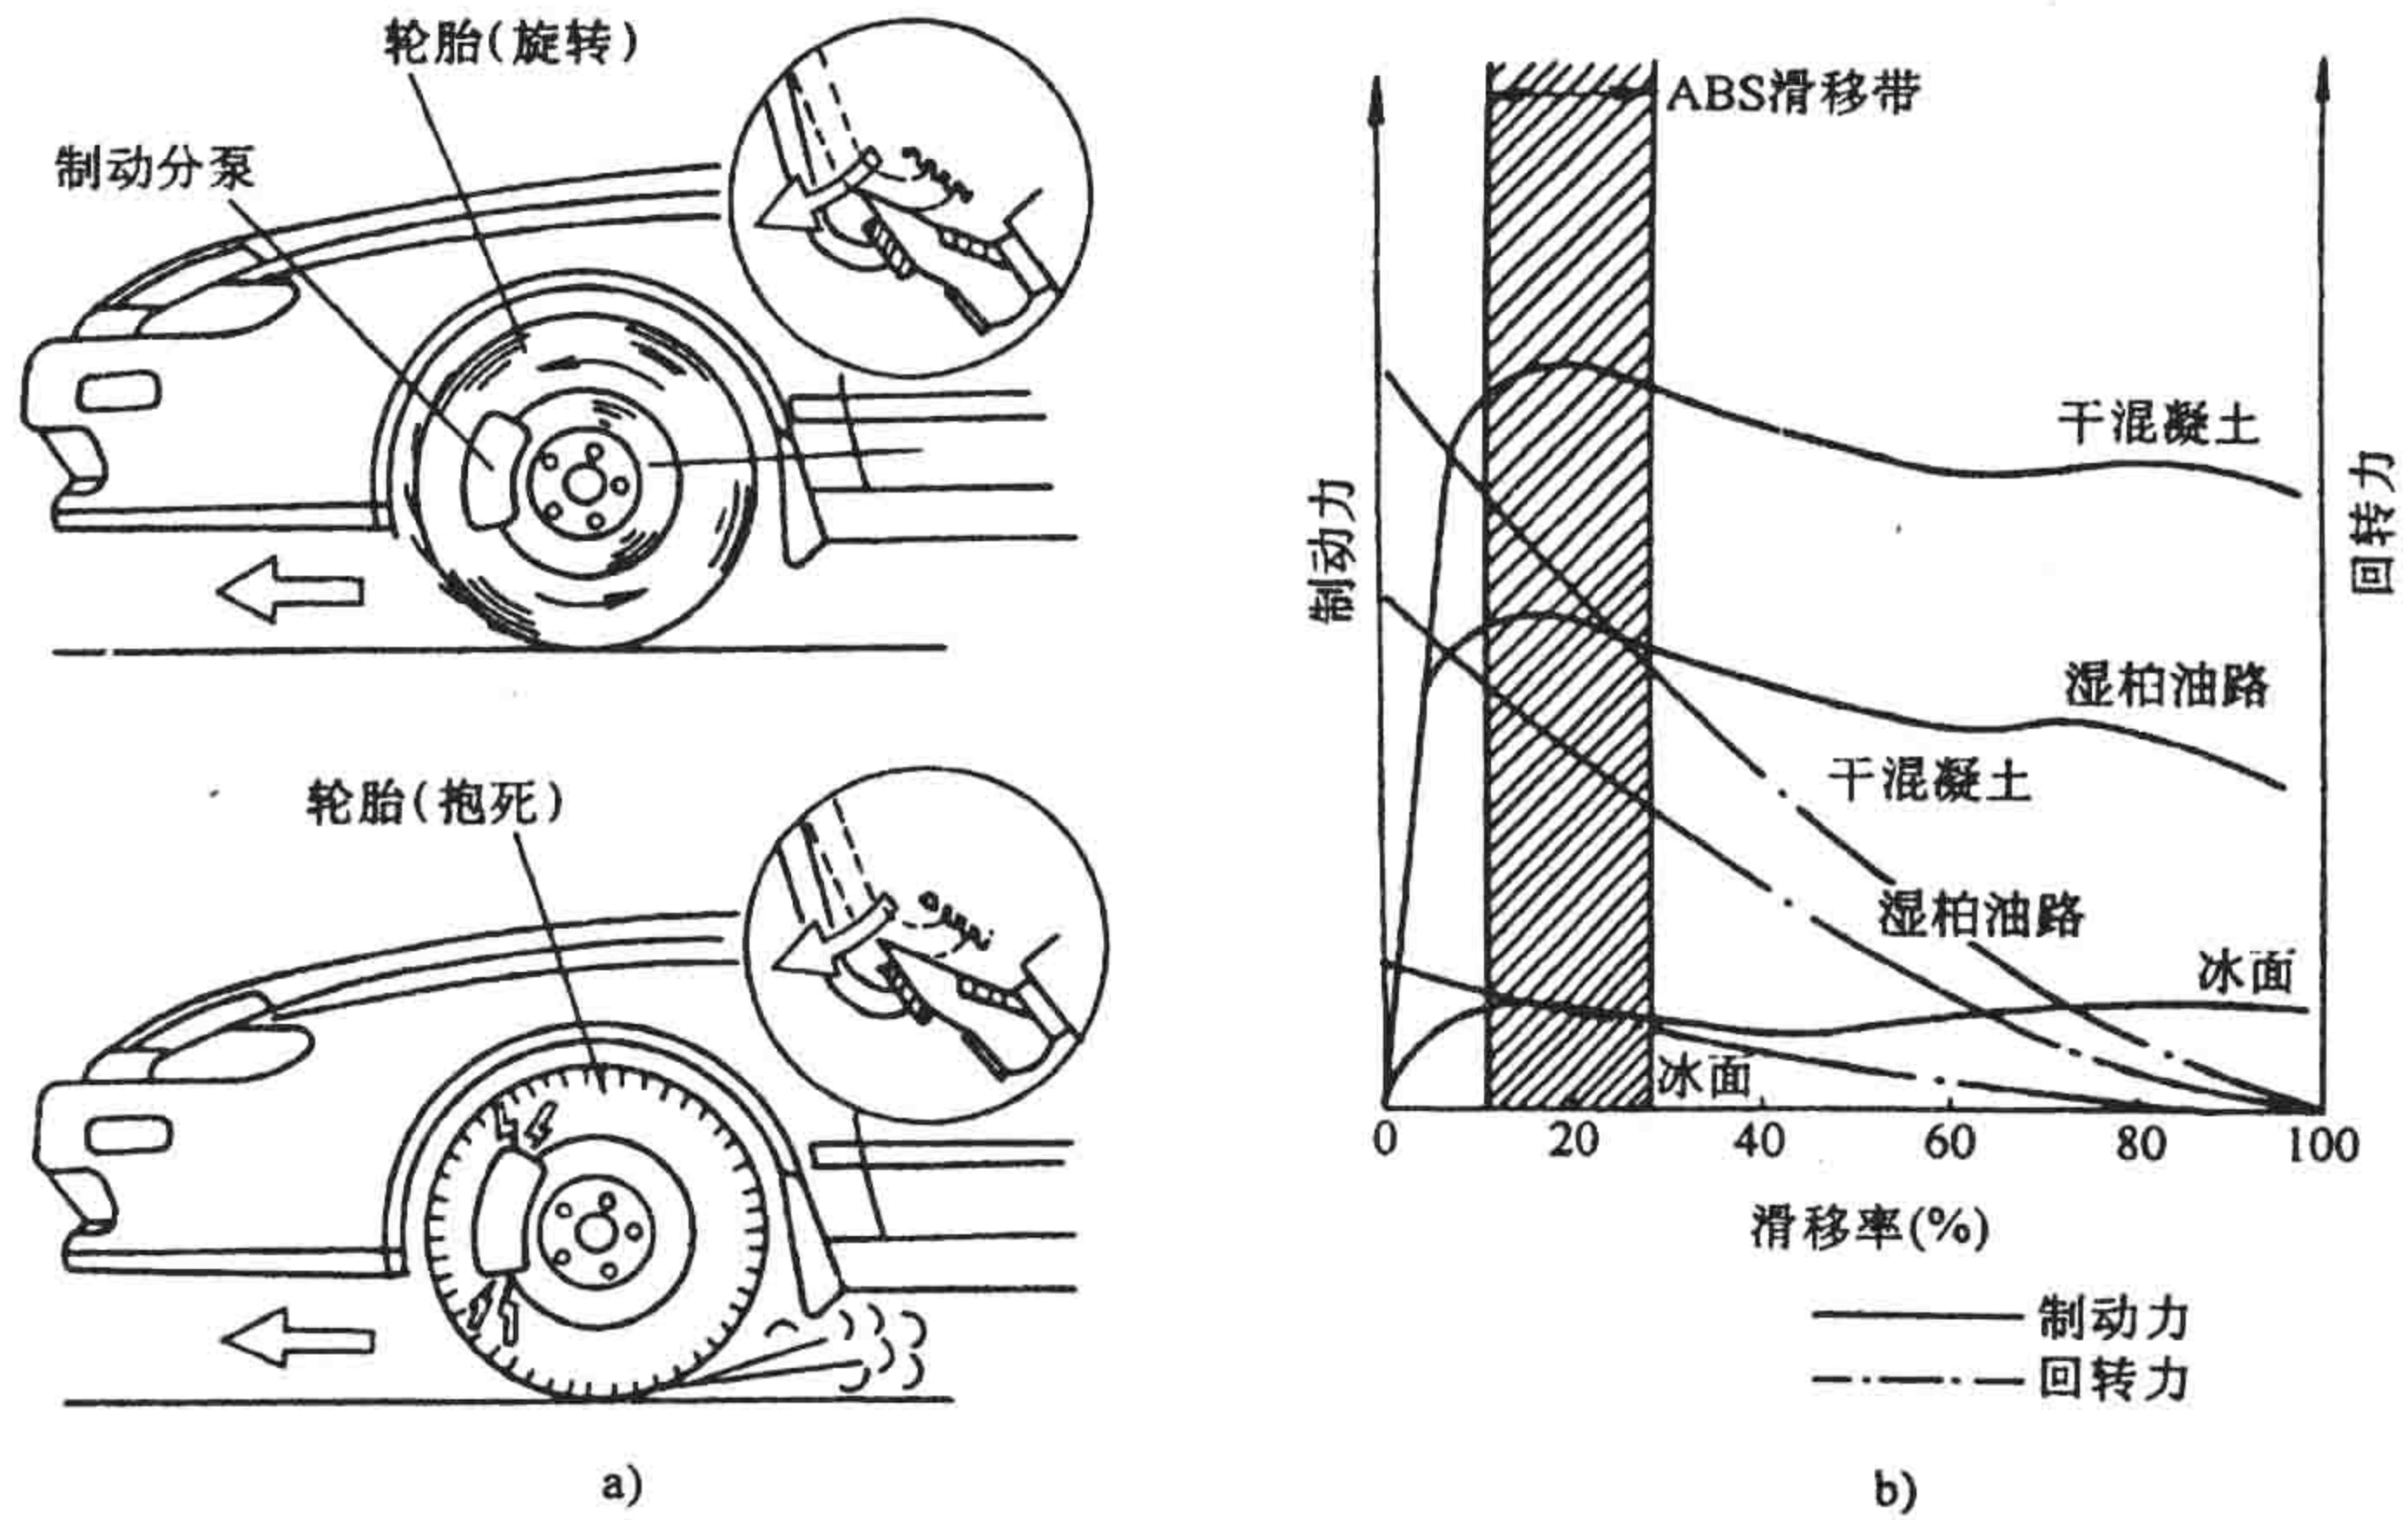 轮胎(旋转)
制动分泵
轮胎(抱死)
a)
ABS滑移带
制动力
回转力
干混凝土
湿柏油路
干混凝土
湿柏油路
冰面
冰面
0 20 40 60 80 100
滑移率(%)
制动力
回转力
b)